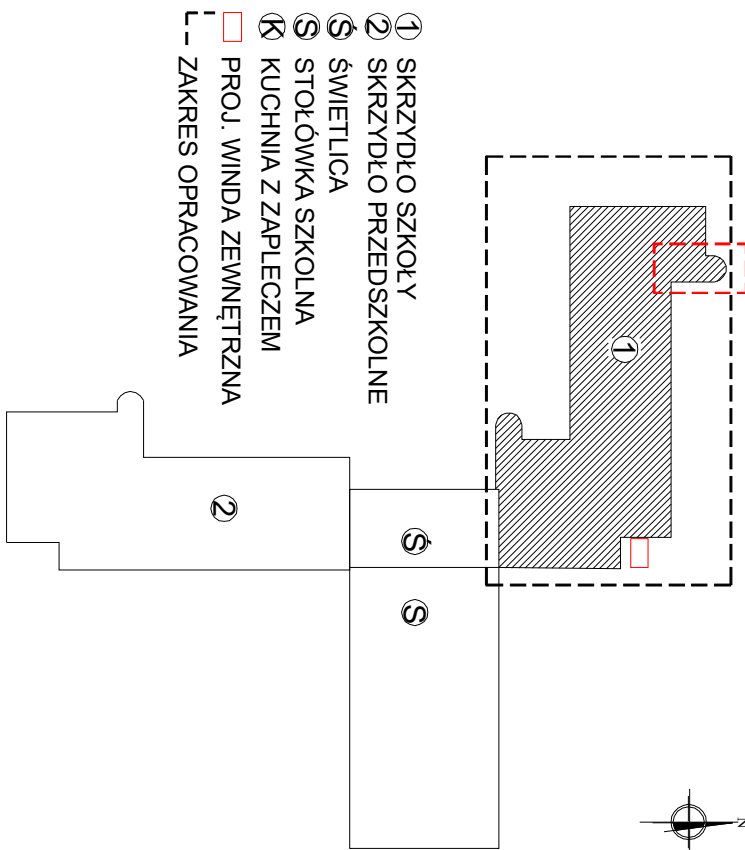 ① SKRZYDŁO SZKOŁY
② SKRZYDŁO PRZEDSZKOLNE
Ⓢ́ ŚWIETLICA
Ⓢ STOŁÓWKA SZKOLNA
Ⓚ KUCHNIA Z ZAPLECZEM
PROJ. WINDA ZEWNĘTRZNA
ZAKRES OPRACOWANIA
1
2
Ś
S
N